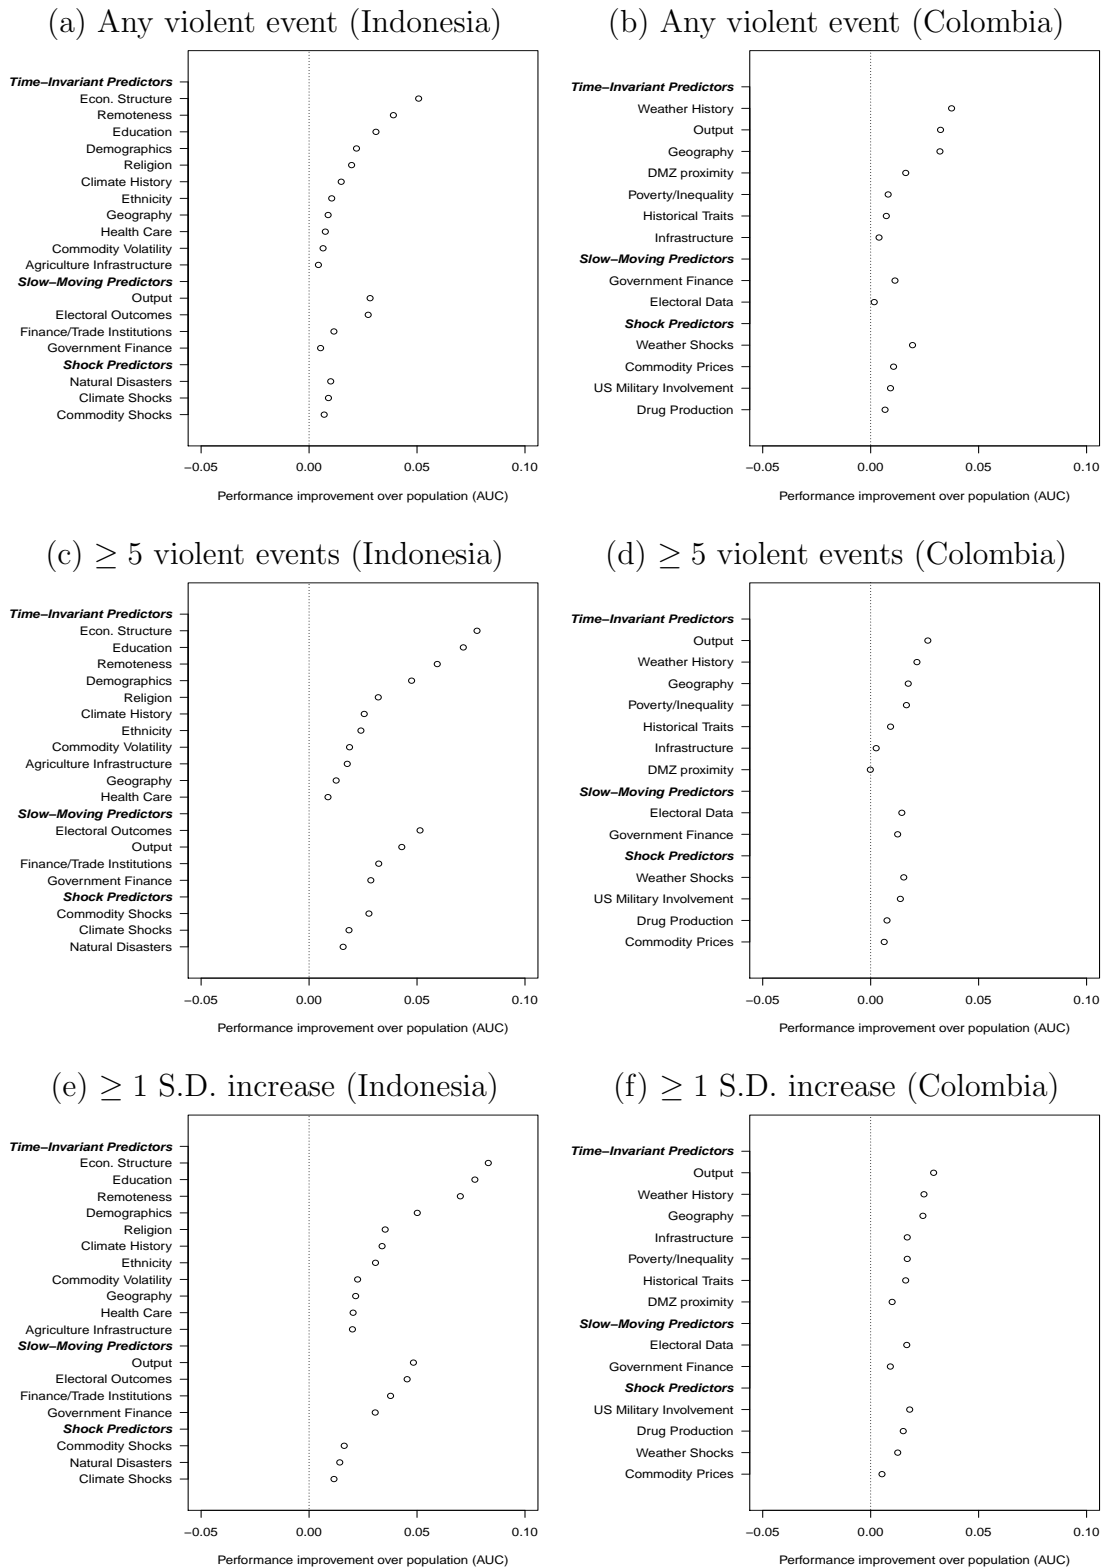 (a) Any violent event (Indonesia)
Time−Invariant Predictors
Econ. Structure
Remoteness
Education
Demographics
Religion
Climate History
Ethnicity
Geography
Health Care
Commodity Volatility
Agriculture Infrastructure
Slow−Moving Predictors
Output
Electoral Outcomes
Finance/Trade Institutions
Government Finance
Shock Predictors
Natural Disasters
Climate Shocks
Commodity Shocks
−0.05 0.00 0.05 0.10
Performance improvement over population (AUC)
(b) Any violent event (Colombia)
Time−Invariant Predictors
Weather History
Output
Geography
DMZ proximity
Poverty/Inequality
Historical Traits
Infrastructure
Slow−Moving Predictors
Government Finance
Electoral Data
Shock Predictors
Weather Shocks
Commodity Prices
US Military Involvement
Drug Production
−0.05 0.00 0.05 0.10
Performance improvement over population (AUC)
(c) ≥ 5 violent events (Indonesia)
Time−Invariant Predictors
Econ. Structure
Education
Remoteness
Demographics
Religion
Climate History
Ethnicity
Commodity Volatility
Agriculture Infrastructure
Geography
Health Care
Slow−Moving Predictors
Electoral Outcomes
Output
Finance/Trade Institutions
Government Finance
Shock Predictors
Commodity Shocks
Climate Shocks
Natural Disasters
−0.05 0.00 0.05 0.10
Performance improvement over population (AUC)
(d) ≥ 5 violent events (Colombia)
Time−Invariant Predictors
Output
Weather History
Geography
Poverty/Inequality
Historical Traits
Infrastructure
DMZ proximity
Slow−Moving Predictors
Electoral Data
Government Finance
Shock Predictors
Weather Shocks
US Military Involvement
Drug Production
Commodity Prices
−0.05 0.00 0.05 0.10
Performance improvement over population (AUC)
(e) ≥ 1 S.D. increase (Indonesia)
Time−Invariant Predictors
Econ. Structure
Education
Remoteness
Demographics
Religion
Climate History
Ethnicity
Commodity Volatility
Geography
Health Care
Agriculture Infrastructure
Slow−Moving Predictors
Output
Electoral Outcomes
Finance/Trade Institutions
Government Finance
Shock Predictors
Commodity Shocks
Natural Disasters
Climate Shocks
−0.05 0.00 0.05 0.10
Performance improvement over population (AUC)
(f) ≥ 1 S.D. increase (Colombia)
Time−Invariant Predictors
Output
Weather History
Geography
Infrastructure
Poverty/Inequality
Historical Traits
DMZ proximity
Slow−Moving Predictors
Electoral Data
Government Finance
Shock Predictors
US Military Involvement
Drug Production
Weather Shocks
Commodity Prices
−0.05 0.00 0.05 0.10
Performance improvement over population (AUC)